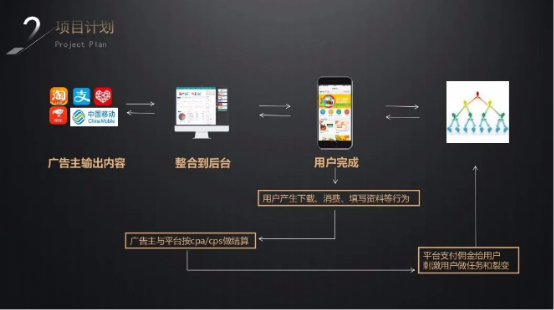 2 项目计划
Project Plan
淘 支
中国移动
China Mobile
广告主输出内容
整合到后台
用户完成
用户产生下载、消费、填写资料等行为
广告主与平台按cpa/cps做结算
平台支付佣金给用户
刺激用户做任务和裂变